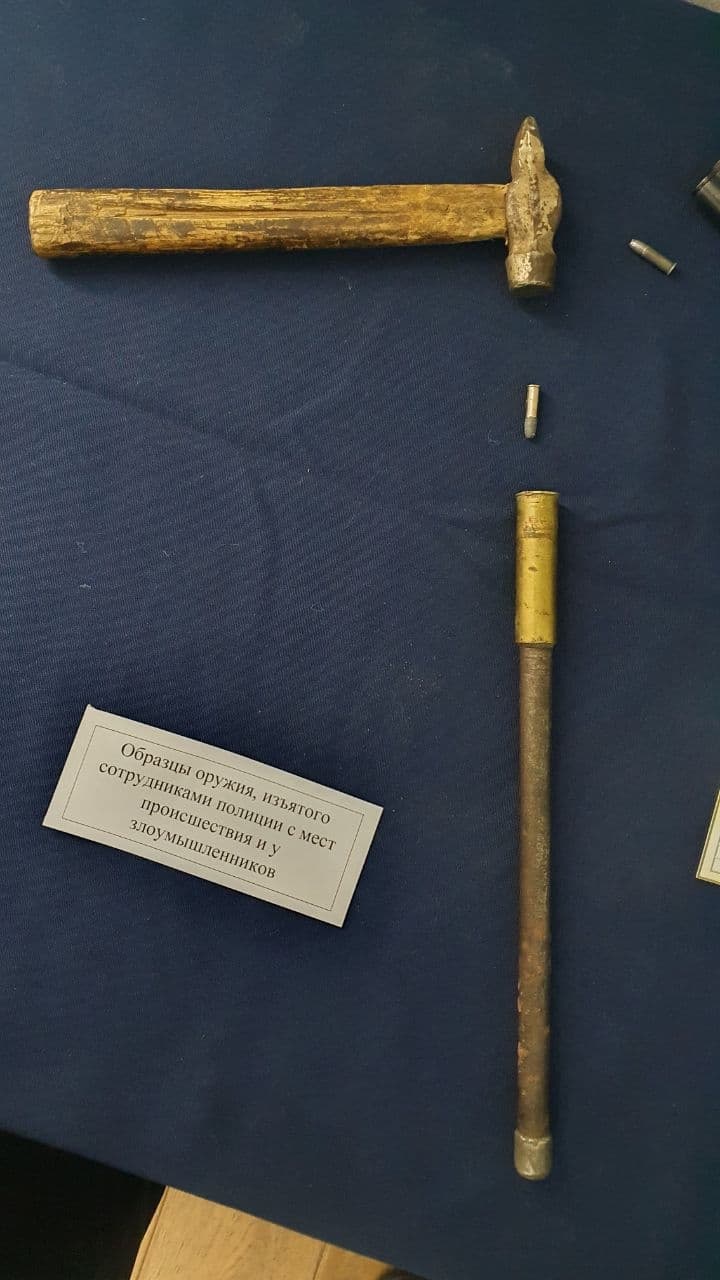 Образцы оружия, изъятого
сотрудниками полиции с мест
происшествия и у
злоумышленников